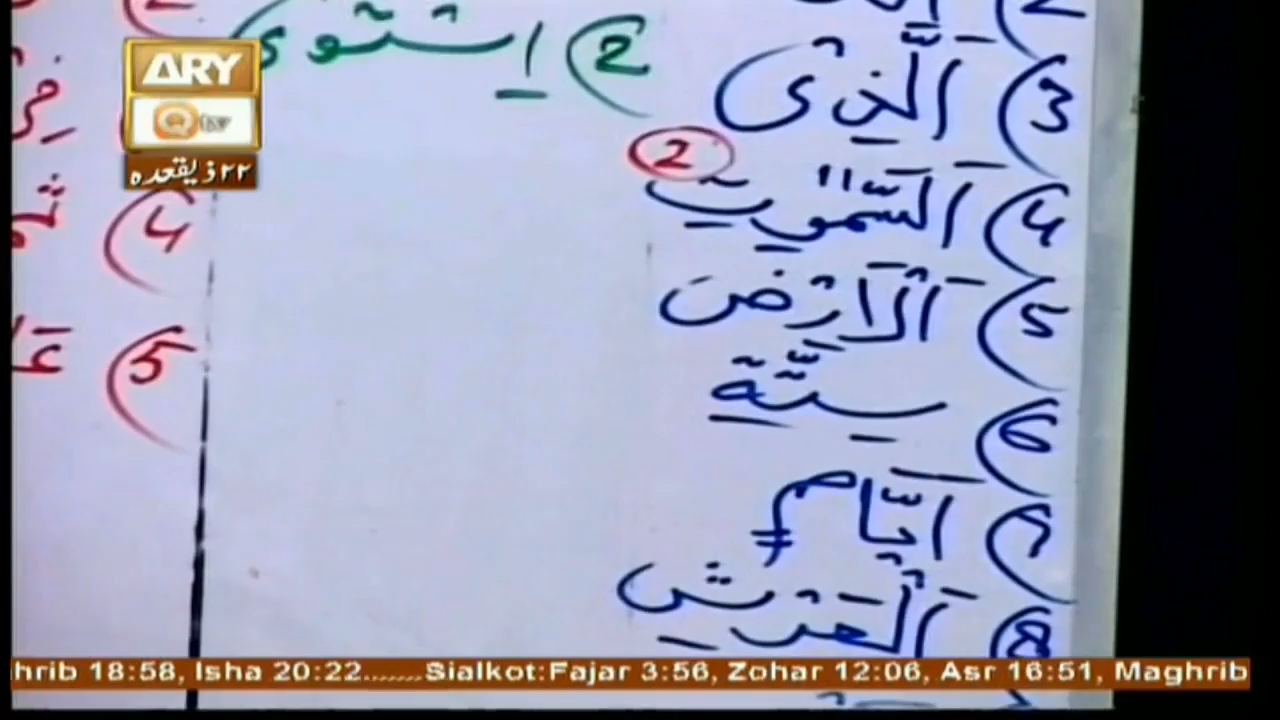 3) اَلَّذِیْ
4) اَلسَّمٰوٰتِ 2
5) اَلْاَرْضَ
6) سِتَّةِ
7) اَیَّامٍ
8) اَلْعَرْشِ
2) اِسْتَوٰی
4)
5)
ARY
Q
۲۲ ذیقعدہ
hrib 18:58, Isha 20:22.......Sialkot:Fajar 3:56, Zohar 12:06, Asr 16:51, Maghrib